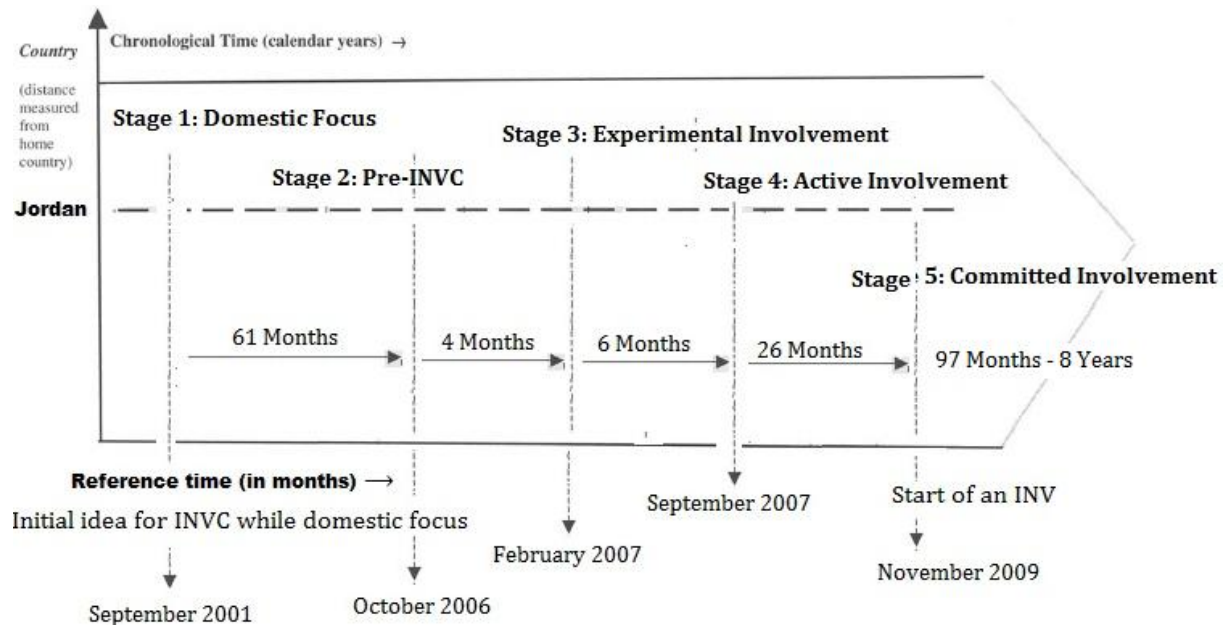 Country
Chronological Time (calendar years) →
(distance
measured
from
home
country)
Stage 1: Domestic Focus
Stage 3: Experimental Involvement
Stage 2: Pre-INVC
Stage 4: Active Involvement
Jordan
Stage 5: Committed Involvement
61 Months
4 Months
6 Months
26 Months
97 Months - 8 Years
Reference time (in months) →
Start of an INV
September 2007
Initial idea for INVC while domestic focus
February 2007
November 2009
October 2006
September 2001